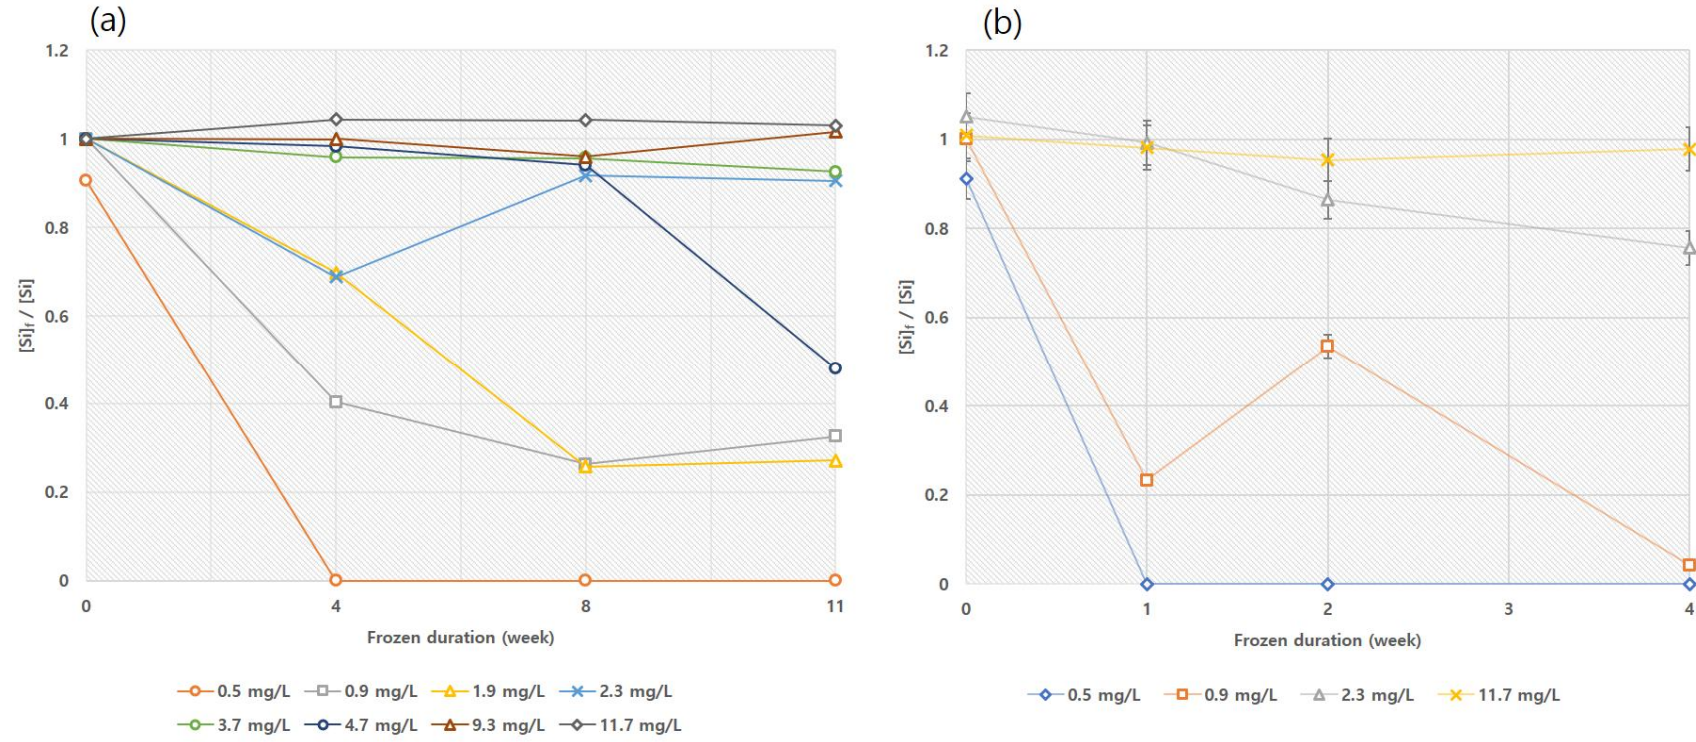 (a)
1.2
1
0.8
0.6
0.4
0.2
0
[Si]f / [Si]
0 4 8 11
Frozen duration (week)
0.5 mg/L 0.9 mg/L 1.9 mg/L 2.3 mg/L
3.7 mg/L 4.7 mg/L 9.3 mg/L 11.7 mg/L
(b)
1.2
1
0.8
0.6
0.4
0.2
0
[Si]f / [Si]
0 1 2 3 4
Frozen duration (week)
0.5 mg/L 0.9 mg/L 2.3 mg/L 11.7 mg/L